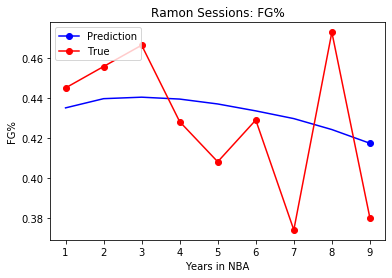 Ramon Sessions: FG%
Prediction
True
0.46
0.44
0.42
0.40
0.38
FG%
1 2 3 4 5 6 7 8 9
Years in NBA